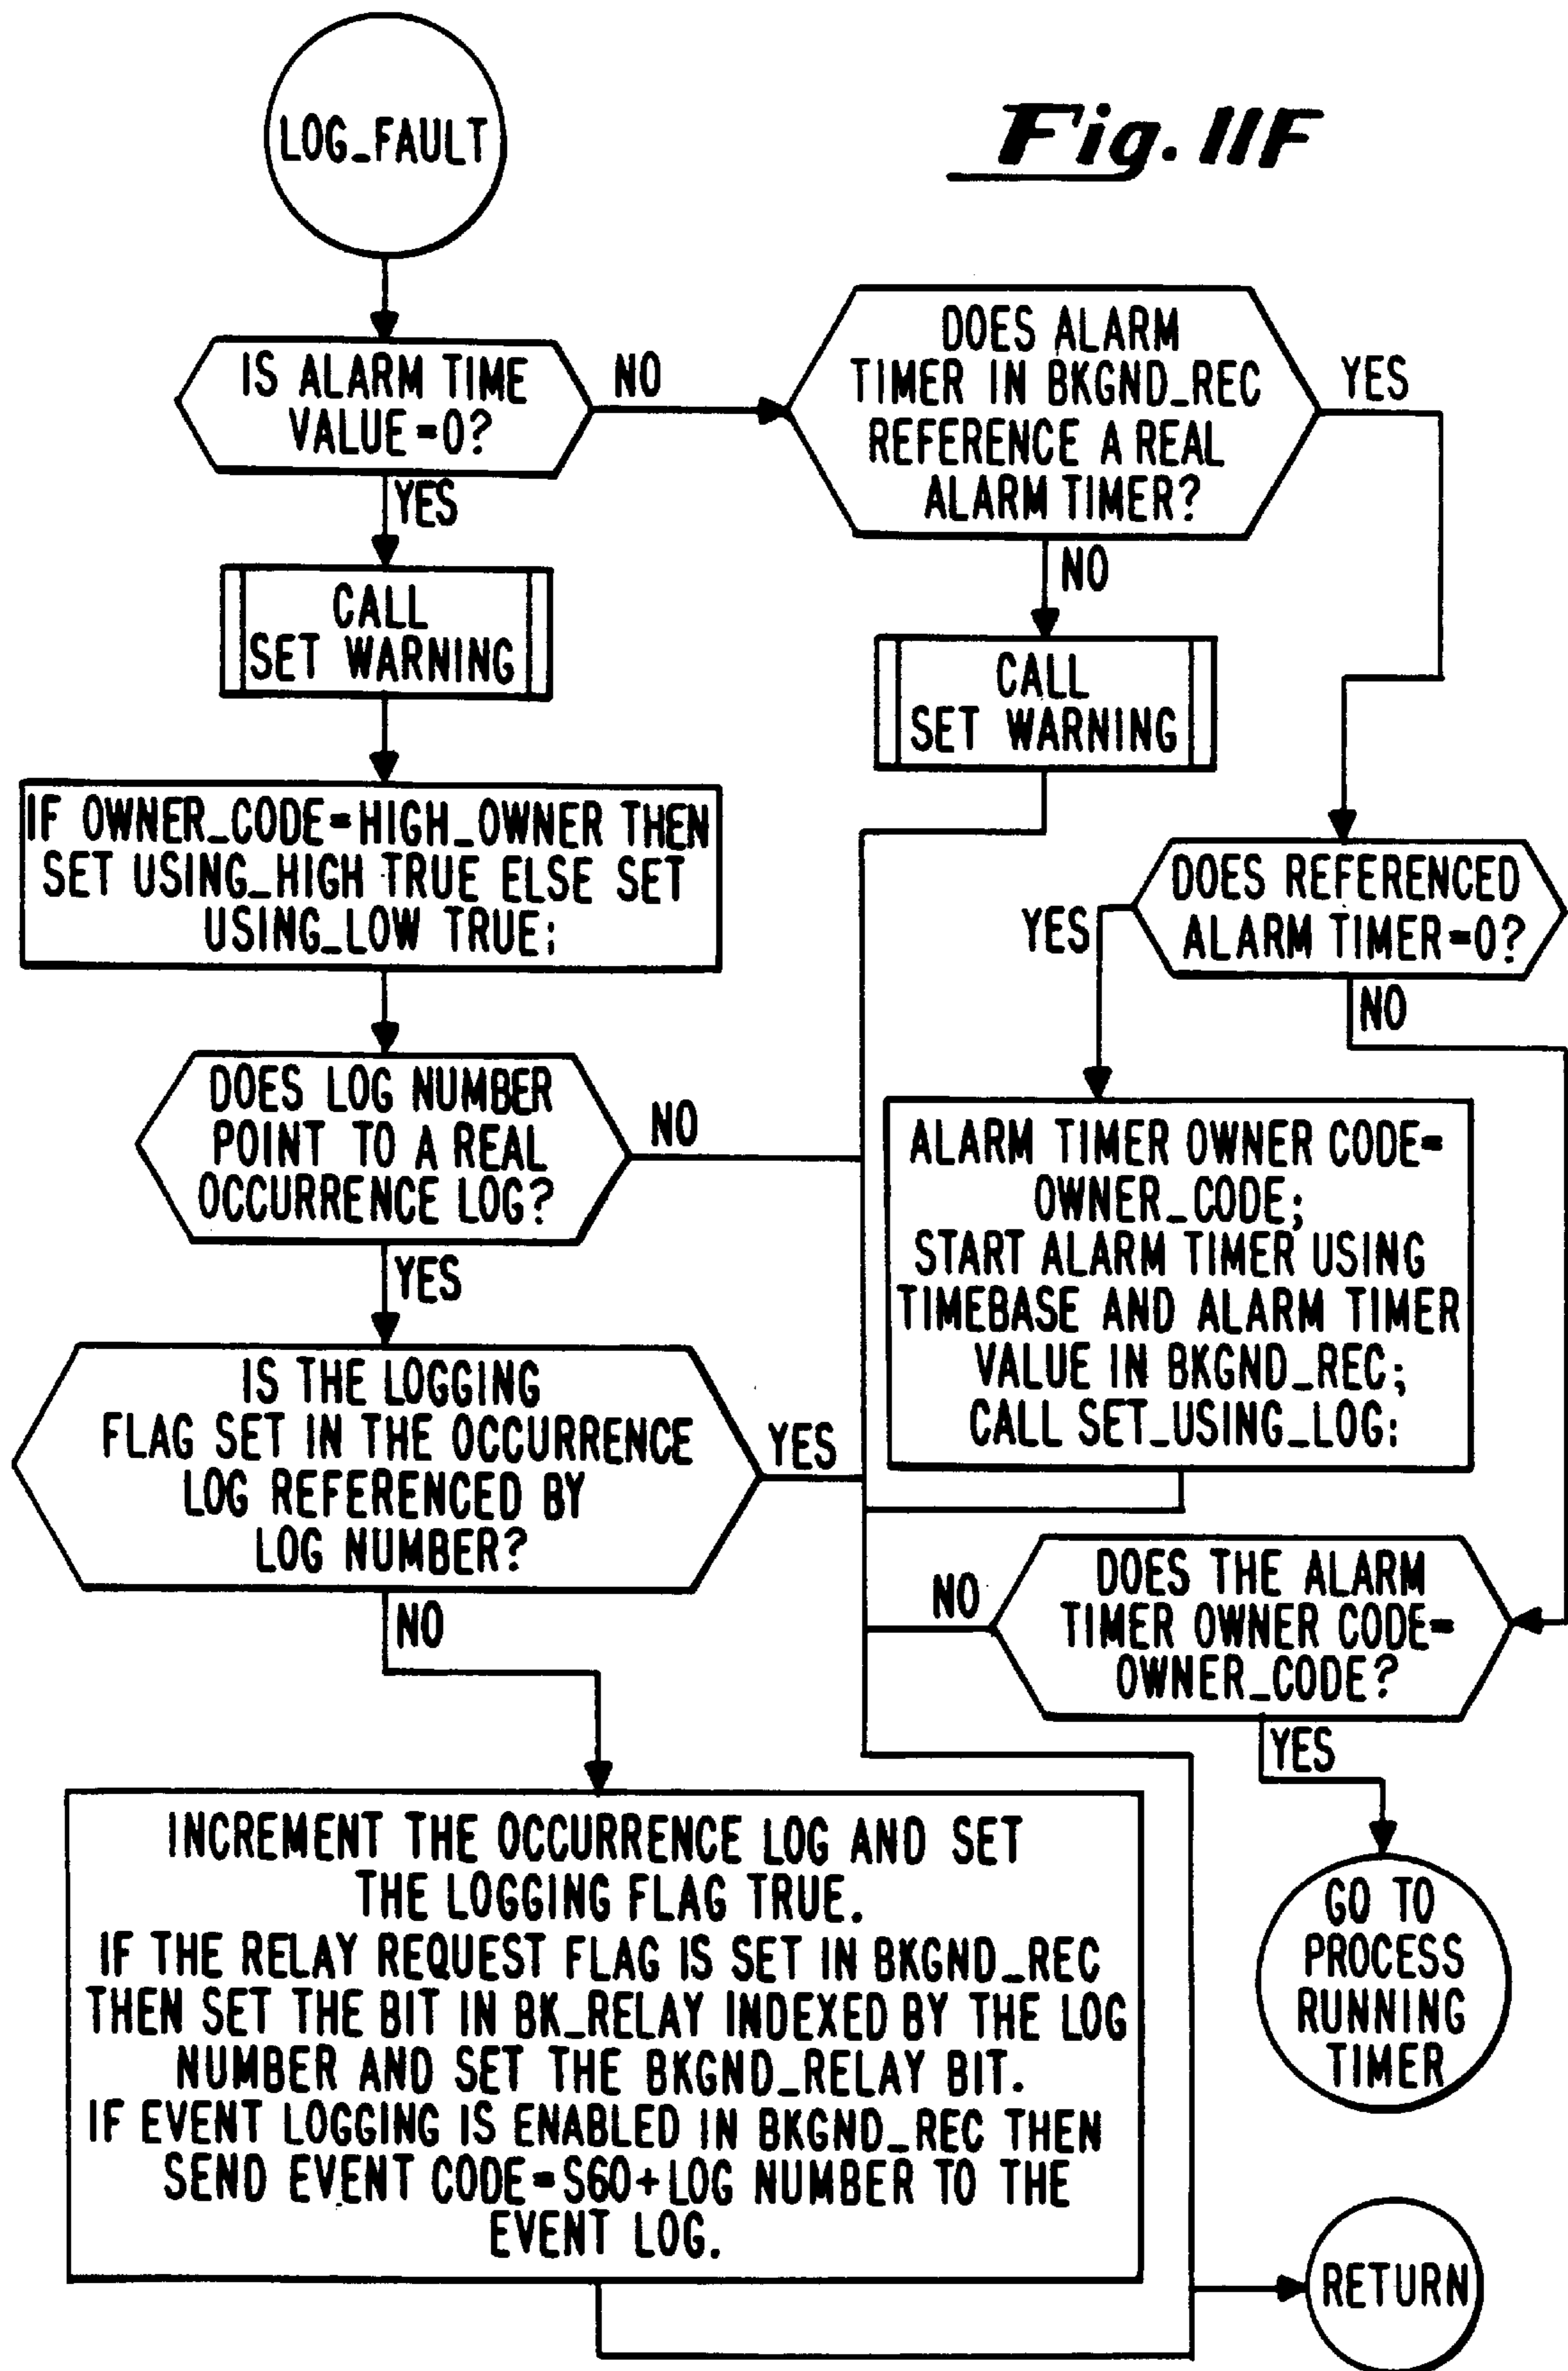 LOG_FAULT
Fig. 11F
IS ALARM TIME
VALUE=0?
NO
YES
DOES ALARM
TIMER IN BKGND_REC
REFERENCE A REAL
ALARM TIMER?
YES
NO
CALL
SET WARNING
CALL
SET WARNING
IF OWNER_CODE=HIGH_OWNER THEN
SET USING_HIGH TRUE ELSE SET
USING_LOW TRUE;
DOES REFERENCED
ALARM TIMER=0?
YES
NO
DOES LOG NUMBER
POINT TO A REAL
OCCURRENCE LOG?
NO
YES
ALARM TIMER OWNER CODE=
OWNER_CODE;
START ALARM TIMER USING
TIMEBASE AND ALARM TIMER
VALUE IN BKGND_REC;
CALL SET_USING_LOG:
IS THE LOGGING
FLAG SET IN THE OCCURRENCE
LOG REFERENCED BY
LOG NUMBER?
YES
NO
DOES THE ALARM
TIMER OWNER CODE=
OWNER_CODE?
NO
YES
INCREMENT THE OCCURRENCE LOG AND SET
THE LOGGING FLAG TRUE.
IF THE RELAY REQUEST FLAG IS SET IN BKGND_REC
THEN SET THE BIT IN BK_RELAY INDEXED BY THE LOG
NUMBER AND SET THE BKGND_RELAY BIT.
IF EVENT LOGGING IS ENABLED IN BKGND_REC THEN
SEND EVENT CODE=S60+LOG NUMBER TO THE
EVENT LOG.
GO TO
PROCESS
RUNNING
TIMER
RETURN